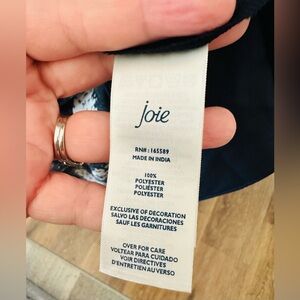 joie
RN#: 165589
MADE IN INDIA
100%
POLYESTER
POLIÉSTER
POLYESTER
EXCLUSIVE OF DECORATION
SALVO LAS DECORACIONES
SAUF LES GARNITURES
OVER FOR CARE
VOLTEAR PARA CUIDADO
VOIR DIRECTIVES
D'ENTRETIEN AU VERSO